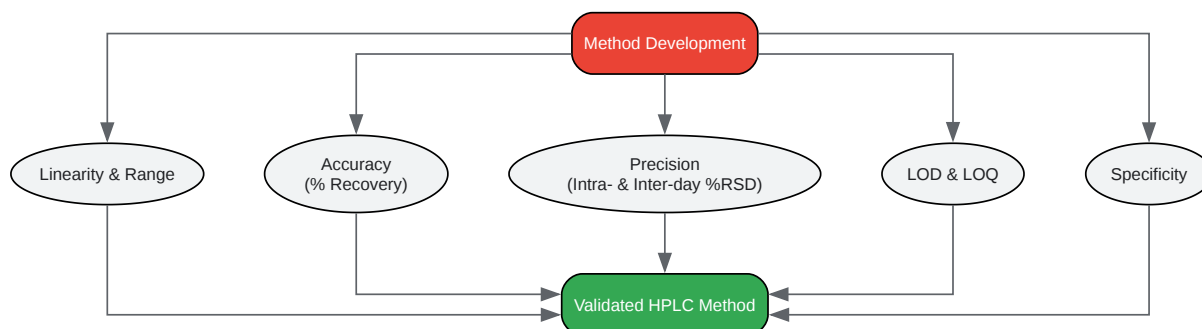 Method Development
Linearity & Range
Accuracy
(% Recovery)
Precision
(Intra- & Inter-day %RSD)
LOD & LOQ
Specificity
Validated HPLC Method